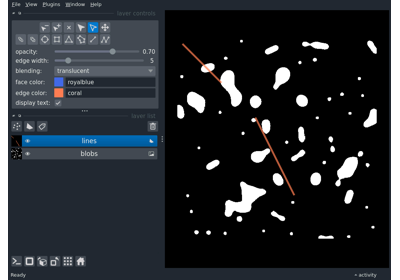 File View Plugins Window Help
layer controls
opacity: 0.70
edge width: 5
blending: translucent
face color: royalblue
edge color: coral
display text:
layer list
lines
blobs
Ready
activity